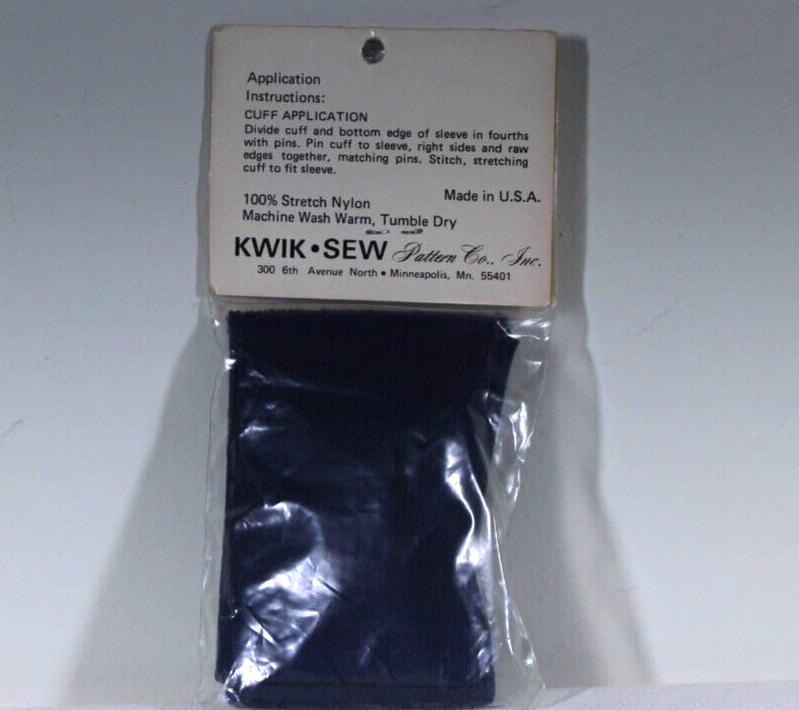 Application
Instructions:
CUFF APPLICATION
Divide cuff and bottom edge of sleeve in fourths
with pins. Pin cuff to sleeve, right sides and raw
edges together, matching pins. Stitch, stretching
cuff to fit sleeve.
100% Stretch Nylon Made in U.S.A.
Machine Wash Warm, Tumble Dry
KWIK•SEW Pattern Co., Inc.
300 6th Avenue North • Minneapolis, Mn. 55401